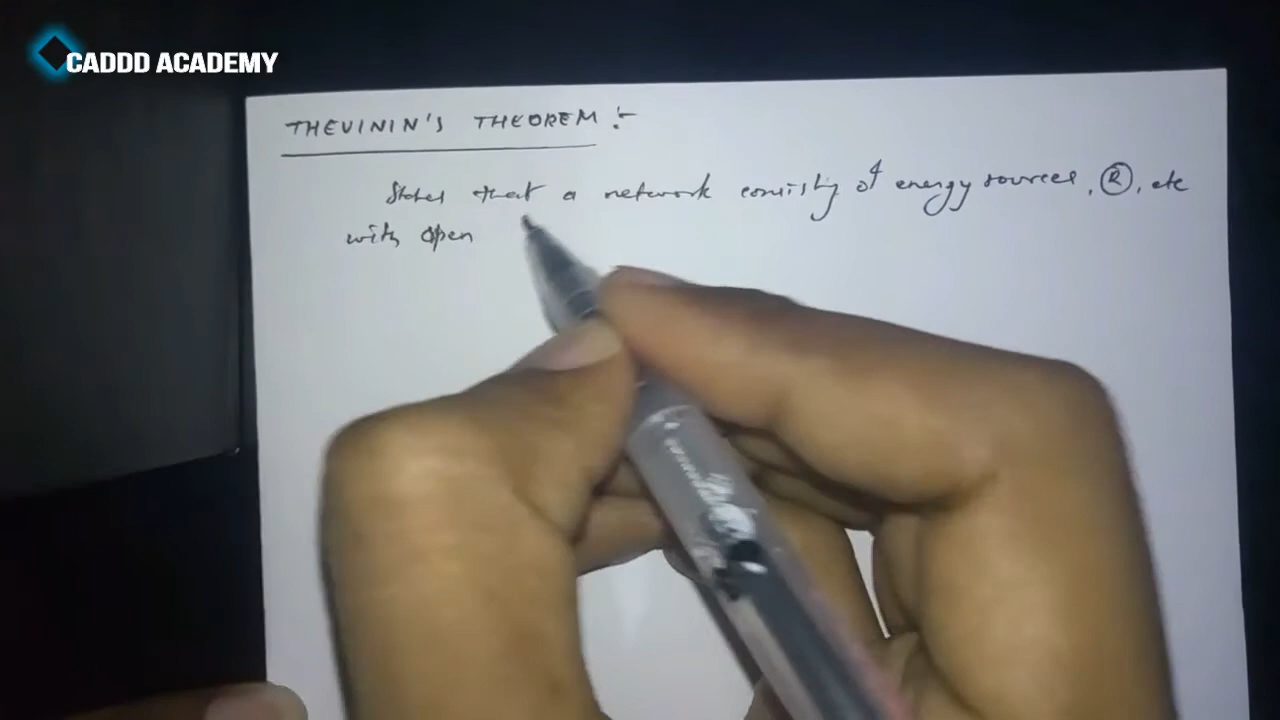 CADDD ACADEMY
THEVININ'S THEOREM :-
States that a network consisting of energy sources, R, etc
with open